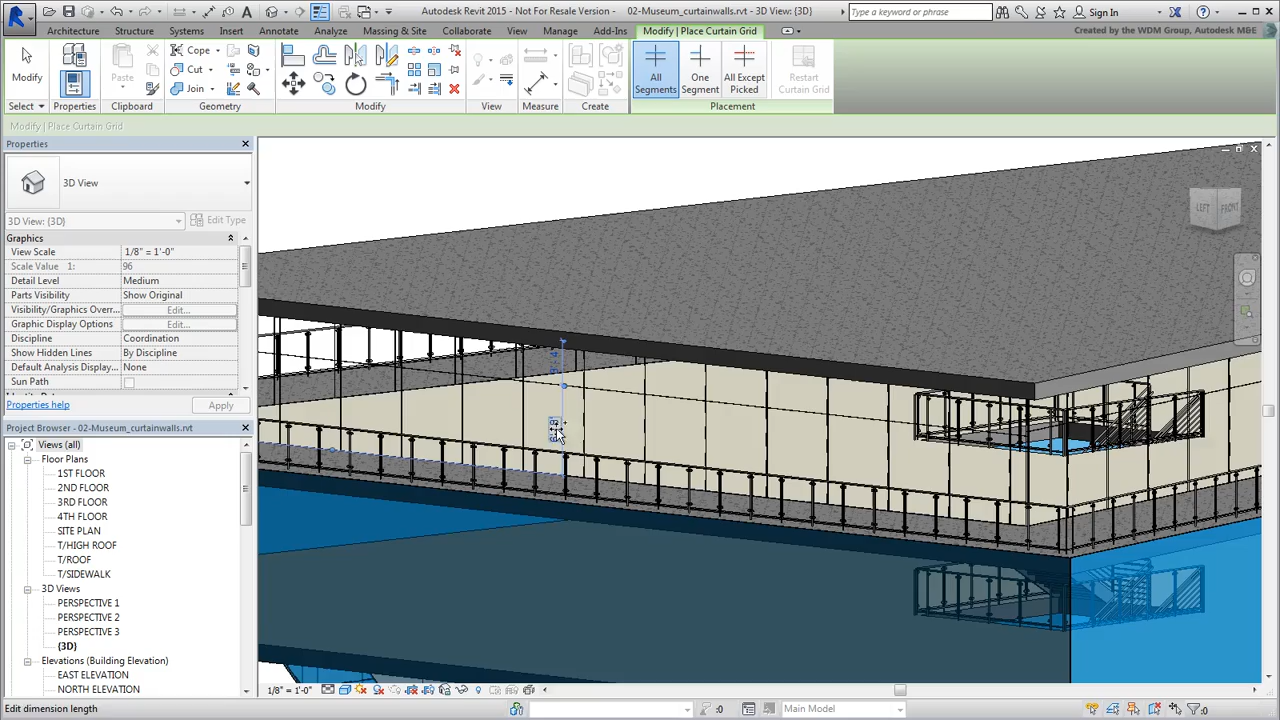 Autodesk Revit 2015 - Not For Resale Version - 02-Museum_curtainwalls.rvt - 3D View: {3D}
Type a keyword or phrase
Sign In
Architecture Structure Systems Insert Annotate Analyze Massing & Site Collaborate View Manage Add-Ins Modify | Place Curtain Grid
Created by the WDM Group, Autodesk MBE
Modify
Paste
Cope
Cut
Join
All Segments
One Segment
All Except Picked
Restart Curtain Grid
Select Properties Clipboard Geometry Modify View Measure Create Placement
Modify | Place Curtain Grid
Properties
3D View
3D View: {3D} Edit Type
Graphics
View Scale 1/8" = 1'-0"
Scale Value 1: 96
Detail Level Medium
Parts Visibility Show Original
Visibility/Graphics Overr... Edit...
Graphic Display Options Edit...
Discipline Coordination
Show Hidden Lines By Discipline
Default Analysis Display... None
Sun Path
Properties help Apply
Project Browser - 02-Museum_curtainwalls.rvt
Views (all)
Floor Plans
1ST FLOOR
2ND FLOOR
3RD FLOOR
4TH FLOOR
SITE PLAN
T/HIGH ROOF
T/ROOF
T/SIDEWALK
3D Views
PERSPECTIVE 1
PERSPECTIVE 2
PERSPECTIVE 3
{3D}
Elevations (Building Elevation)
EAST ELEVATION
NORTH ELEVATION
LEFT FRONT
1/8" = 1'-0"
Edit dimension length
:0
Main Model
:0